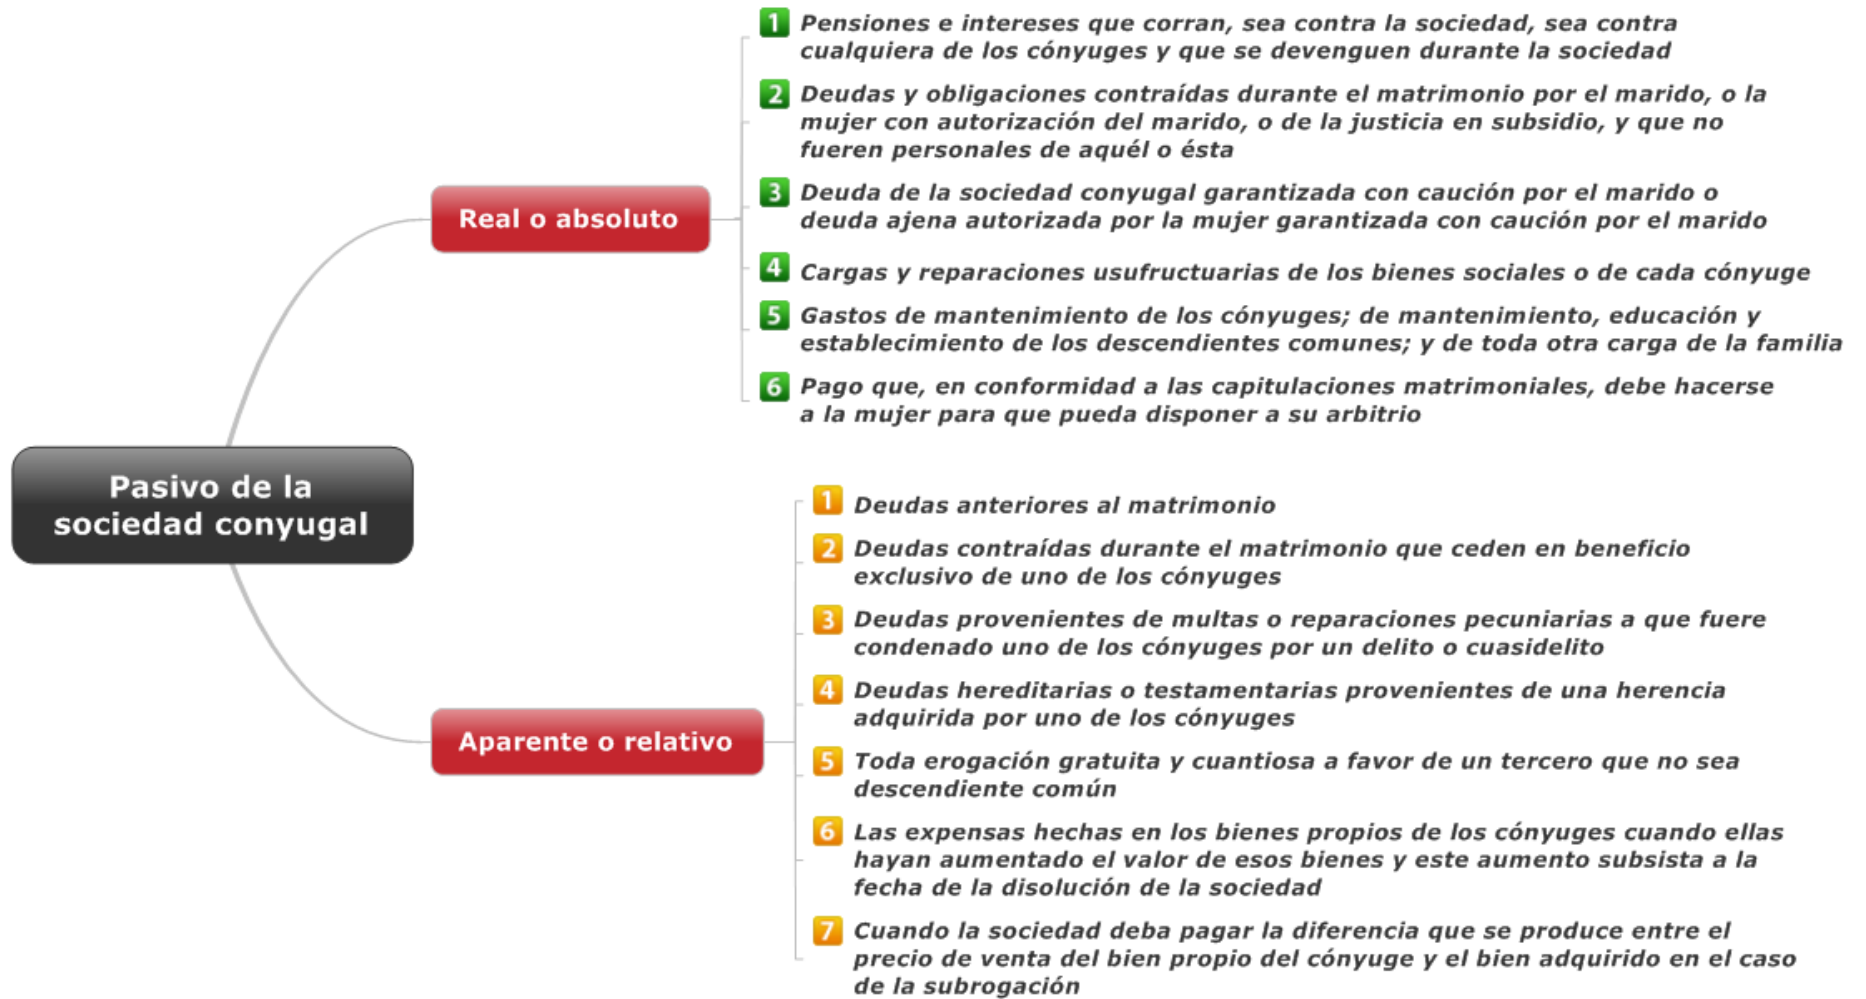 Pasivo de la
sociedad conyugal
Real o absoluto
1 Pensiones e intereses que corran, sea contra la sociedad, sea contra
cualquiera de los cónyuges y que se devenguen durante la sociedad
2 Deudas y obligaciones contraídas durante el matrimonio por el marido, o la
mujer con autorización del marido, o de la justicia en subsidio, y que no
fueren personales de aquél o ésta
3 Deuda de la sociedad conyugal garantizada con caución por el marido o
deuda ajena autorizada por la mujer garantizada con caución por el marido
4 Cargas y reparaciones usufructuarias de los bienes sociales o de cada cónyuge
5 Gastos de mantenimiento de los cónyuges; de mantenimiento, educación y
establecimiento de los descendientes comunes; y de toda otra carga de la familia
6 Pago que, en conformidad a las capitulaciones matrimoniales, debe hacerse
a la mujer para que pueda disponer a su arbitrio
Aparente o relativo
1 Deudas anteriores al matrimonio
2 Deudas contraídas durante el matrimonio que ceden en beneficio
exclusivo de uno de los cónyuges
3 Deudas provenientes de multas o reparaciones pecuniarias a que fuere
condenado uno de los cónyuges por un delito o cuasidelito
4 Deudas hereditarias o testamentarias provenientes de una herencia
adquirida por uno de los cónyuges
5 Toda erogación gratuita y cuantiosa a favor de un tercero que no sea
descendiente común
6 Las expensas hechas en los bienes propios de los cónyuges cuando ellas
hayan aumentado el valor de esos bienes y este aumento subsista a la
fecha de la disolución de la sociedad
7 Cuando la sociedad deba pagar la diferencia que se produce entre el
precio de venta del bien propio del cónyuge y el bien adquirido en el caso
de la subrogación